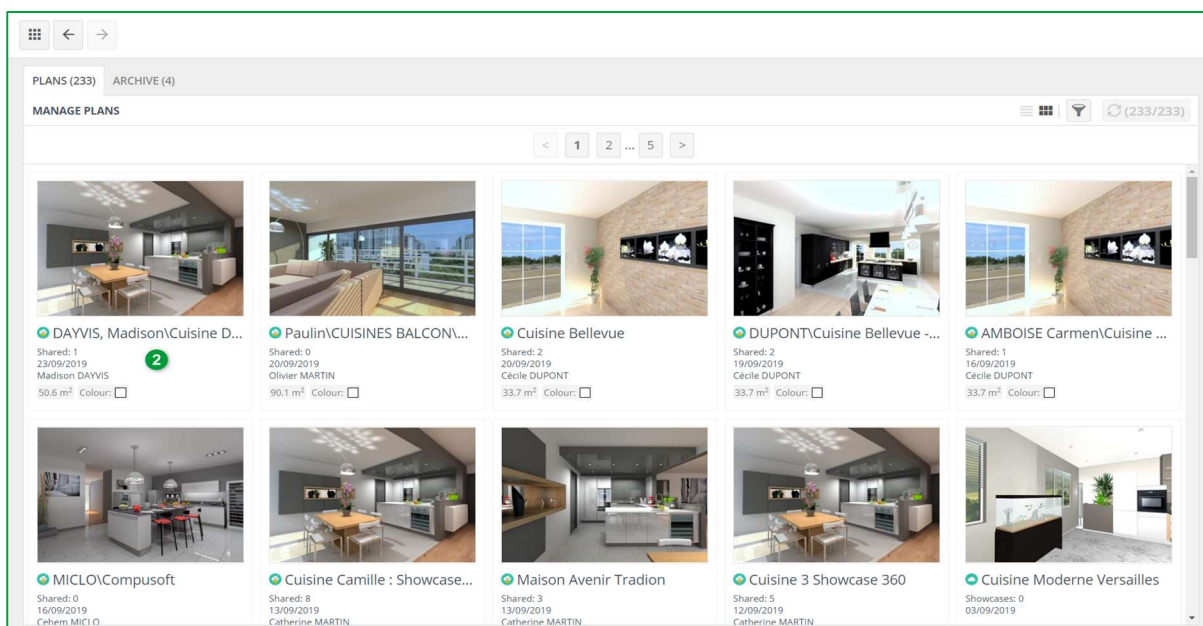 PLANS (233) ARCHIVE (4)
MANAGE PLANS
(233/233)
< 1 2 ... 5 >
DAYVIS, Madison\Cuisine D...
Shared: 1
23/09/2019
Madison DAYVIS
50.6 m² Colour:
2
Paulin\CUISINES BALCON\...
Shared: 0
20/09/2019
Olivier MARTIN
90.1 m² Colour:
Cuisine Bellevue
Shared: 2
20/09/2019
Cécile DUPONT
33.7 m² Colour:
DUPONT\Cuisine Bellevue -...
Shared: 2
19/09/2019
Cécile DUPONT
33.7 m² Colour:
AMBOISE Carmen\Cuisine ...
Shared: 1
16/09/2019
Cécile DUPONT
33.7 m² Colour:
MICLO\Compusoft
Shared: 0
16/09/2019
Cehem MICLO
Cuisine Camille : Showcase...
Shared: 8
13/09/2019
Catherine MARTIN
Maison Avenir Tradion
Shared: 3
13/09/2019
Catherine MARTIN
Cuisine 3 Showcase 360
Shared: 5
12/09/2019
Catherine MARTIN
Cuisine Moderne Versailles
Showcases: 0
03/09/2019